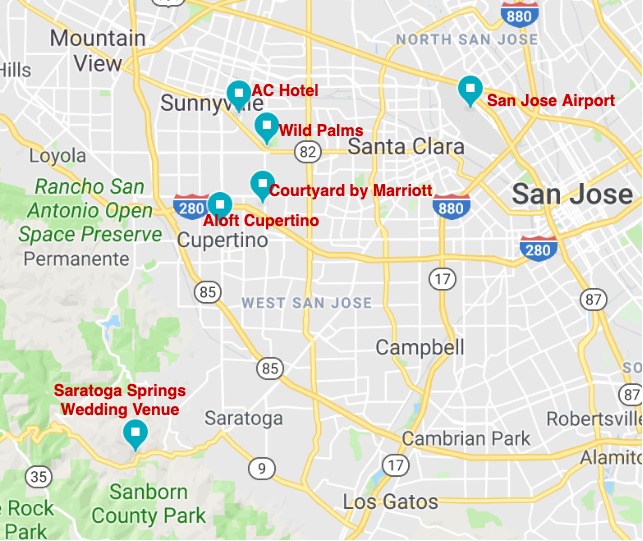 880
Mountain
View
NORTH SAN JOSE
Hills
AC Hotel
Sunnyvale
San Jose Airport
Wild Palms
82
Santa Clara
Loyola
Rancho San
Antonio Open
Space Preserve
Courtyard by Marriott
San Jose
280
880
Aloft Cupertino
Cupertino
280
Permanente
17
85
WEST SAN JOSE
87
Campbell
85
SO
Saratoga Springs
Wedding Venue
87
Saratoga
Robertsville
Cambrian Park
Alamito
35
9
17
Sanborn
County Park
Los Gatos
e Rock
Park